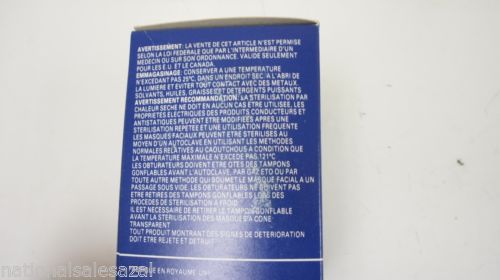 AVERTISSEMENT: LA VENTE DE CET ARTICLE N'EST PERMISE
SELON LA LOI FEDERALE QUE PAR L'INTERMEDIAIRE D'UN
MEDECIN OU SUR SON ORDONNANCE. VALIDE SEULEMENT
POUR LES E. U. ET LE CANADA.
EMMAGASINAGE: CONSERVER A UNE TEMPERATURE
N'EXCEDANT PAS 25°C, DANS UN ENDROIT SEC A L'ABRI DE
LA LUMIERE ET EVITER TOUT CONTACT AVEC DES METAUX.
SOLVANTS, HUILES, GRAISSES ET DETERGENTS PUISSANTS
AVERTISSEMENT RECOMMANDATION: LA STERILISATION PAR
CHALEUR SECHE NE DOIT EN AUCUN CAS ETRE UTILISEE. LES
PROPRIETES ELECTRIQUES DES PRODUITS CONDUCTEURS ET
ANTISTATIQUES PEUVENT ETRE MODIFIEES APRES UNE
STERILISATION REPETEE ET UNE UTILISATION FREQUENTE
LES MASQUES FACIAUX PEUVENT ETRE STERILISES AU
MOYEN D'UN AUTOCLAVE EN UTILISANT LES METHODES
NORMALES RELATIVES AU CAOUTCHOUC A CONDITION QUE
LA TEMPERATURE MAXIMALE N'EXCEDE PAS 121°C
LES OBTURATEURS DOIVENT ETRE OTES DES TAMPONS
GONFLABLES AVANT L'AUTOCLAVE, PAR GAZ ETO OU PAR
TOUTE AUTRE METHODE QUI SOUMET LE MASQUE FACIAL A UN
PASSAGE SOUS VIDE. LES OBTURATEURS NE DOIVENT PAS
ETRE RETIRES DES TAMPONS GONFLABLES LORS DES
PROCEDES DE STERILISATION A FROID
IL EST NECESSAIRE DE RETIRER LE TAMPON GONFLABLE
AVANT LA STERILISATION DES MASQUES A CONE
TRANSPARENT
TOUT PRODUIT MONTRANT DES SIGNES DE DETERIORATION
DOIT ETRE REJETE ET DETRUIT
EN ROYAUME UNI
nationalsalesazal